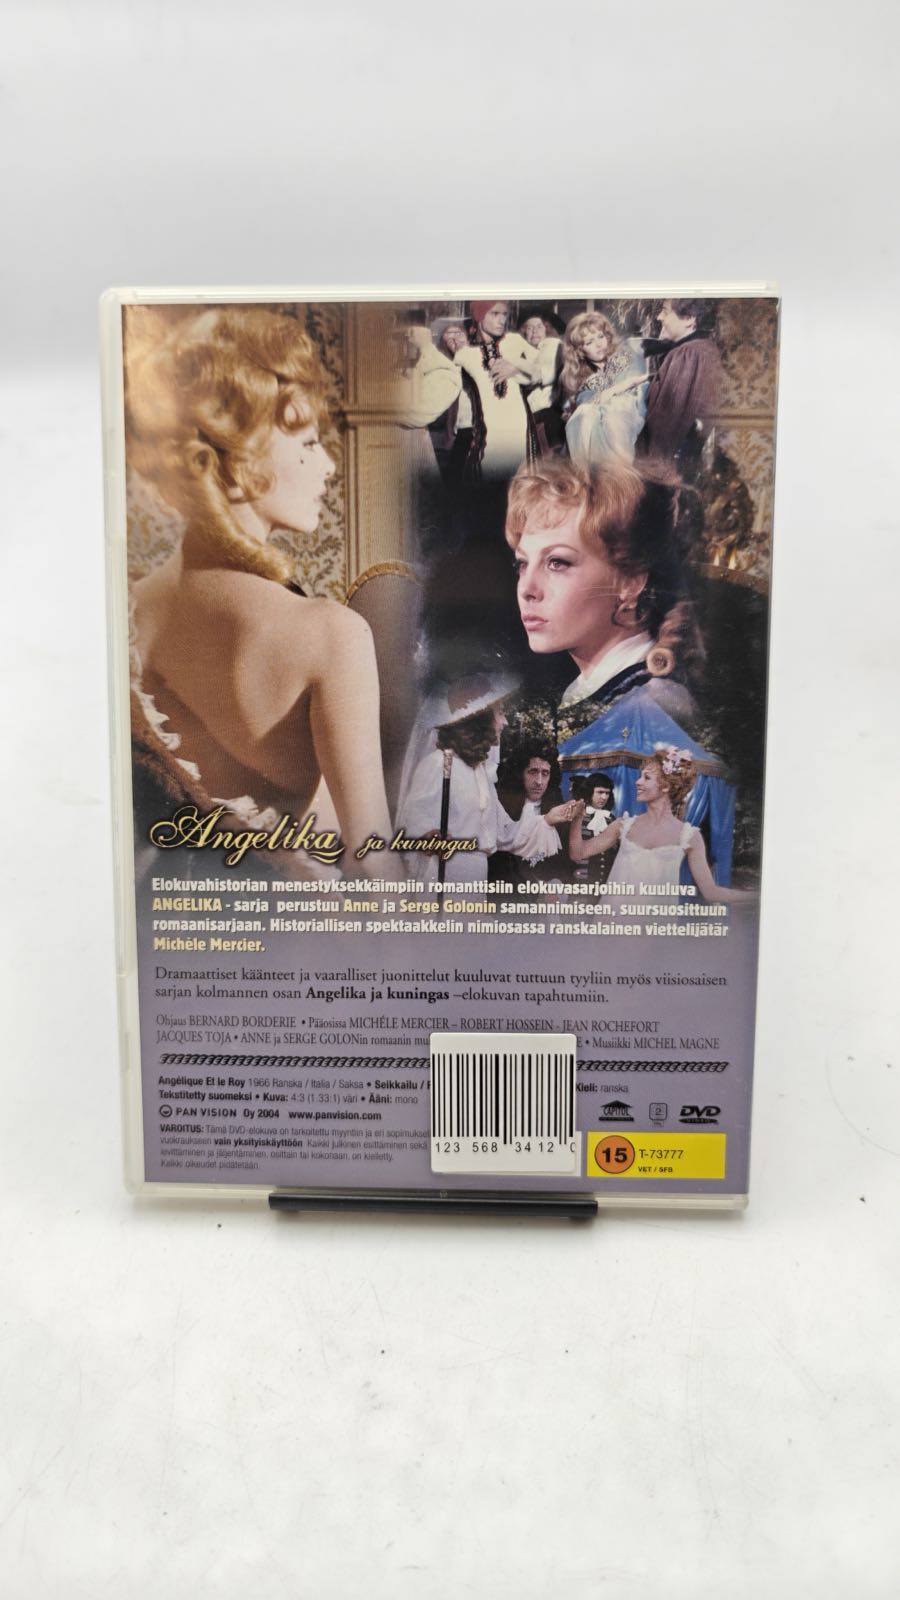 Angelika ja kuningas
Elokuvahistorian menestyksekkäimpiin romanttisiin elokuvasarjoihin kuuluva
ANGELIKA - sarja perustuu Anne ja Serge Golonin samannimiseen, suursuosittuun
romaanisarjaan. Historiallisen spektaakkelin nimiosassa ranskalainen viettelijätär
Michèle Mercier.
Dramaattiset käänteet ja vaaralliset juonittelut kuuluvat tuttuun tyyliin myös viisiosaisen
sarjan kolmannen osan Angelika ja kuningas –elokuvan tapahtumiin.
Ohjaus BERNARD BORDERIE • Pääosissa MICHÉLE MERCIER – ROBERT HOSSEIN - JEAN ROCHEFORT
JACQUES TOJA • ANNE ja SERGE GOLONin romaanin mu E • Musiikki MICHEL MAGNE
Angélique Et le Roy 1966 Ranska / Italia / Saksa • Seikkailu / Kieli: ranska
Tekstitetty suomeksi • Kuva: 4:3 (1.33:1) väri • Ääni: mono
PAN VISION Oy 2004 www.panvision.com
CAPITOL
2
DVD
VIDEO
VAROITUS: Tämä DVD-elokuva on tarkoitettu myyntiin ja eri sopimukset
vuokraukseen vain yksityiskäyttöön. Kaikki julkinen esittäminen sekä
levittäminen ja jäljentäminen, osittain tai kokonaan, on kielletty.
Kaikki oikeudet pidätetään.
123 568 3412 0
15 T-73777
VET / SFB